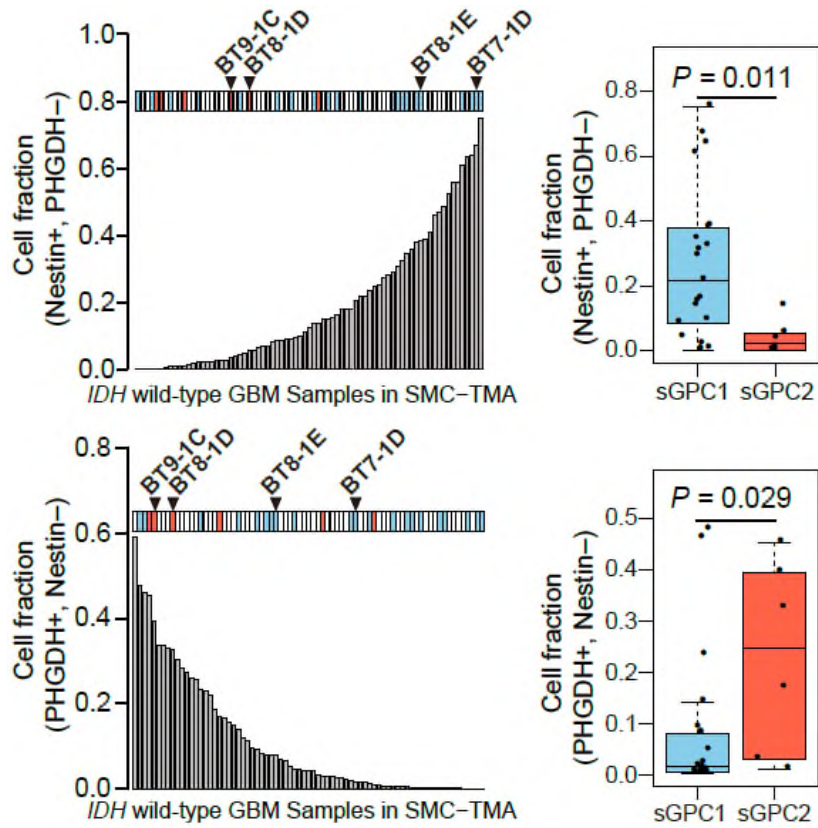 BT9-1C
BT8-1D
BT8-1E
BT7-1D
Cell fraction
(Nestin+, PHGDH−)
1.0
0.8
0.6
0.4
0.2
0.0
IDH wild-type GBM Samples in SMC−TMA
P = 0.011
Cell fraction
(Nestin+, PHGDH−)
0.8
0.6
0.4
0.2
0.0
sGPC1 sGPC2
BT9-1C
BT8-1D
BT8-1E
BT7-1D
Cell fraction
(PHGDH+, Nestin−)
0.8
0.6
0.4
0.2
0.0
IDH wild-type GBM Samples in SMC−TMA
P = 0.029
Cell fraction
(PHGDH+, Nestin−)
0.5
0.4
0.3
0.2
0.1
0.0
sGPC1 sGPC2